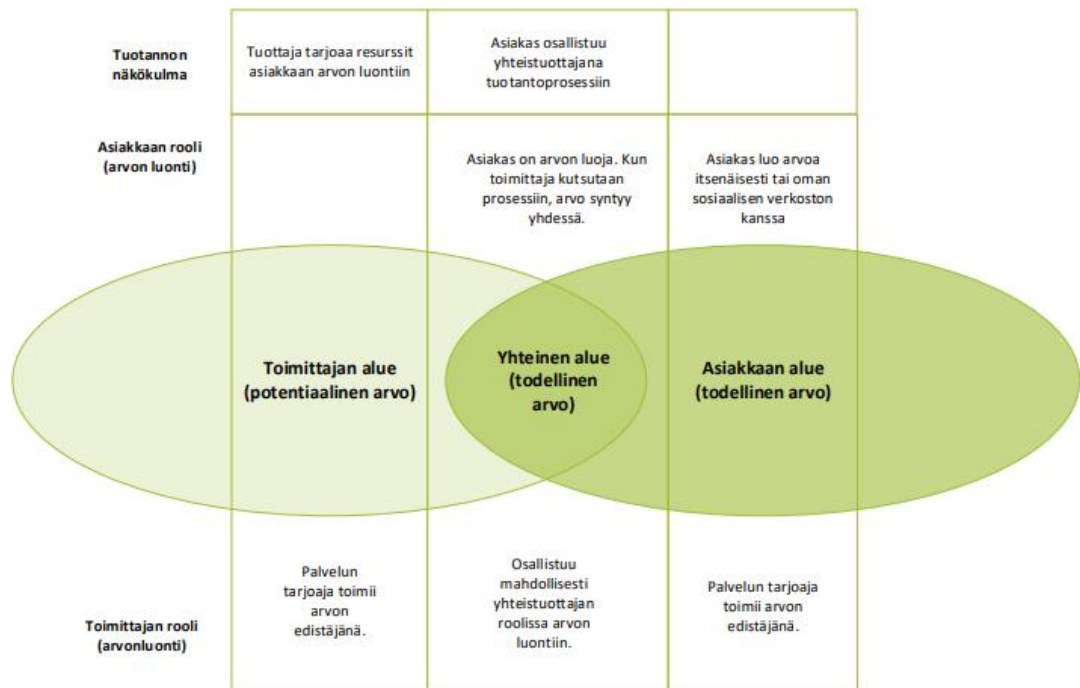 Tuotannon
näkökulma
Tuottaja tarjoaa resurssit
asiakkaan arvon luontiin
Asiakas osallistuu
yhteistuottajana
tuotantoprosessiin
Asiakkaan rooli
(arvon luonti)
Asiakas on arvon luoja. Kun
toimittaja kutsutaan
prosessiin, arvo syntyy
yhdessä.
Asiakas luo arvoa
itsenäisesti tai oman
sosiaalisen verkoston
kanssa
Toimittajan alue
(potentiaalinen arvo)
Yhteinen alue
(todellinen
arvo)
Asiakkaan alue
(todellinen arvo)
Toimittajan rooli
(arvonluonti)
Palvelun
tarjoaja toimii
arvon
edistäjänä.
Osallistuu
mahdollisesti
yhteistuottajan
roolissa arvon
luontiin.
Palvelun tarjoaja
toimii arvon
edistäjänä.